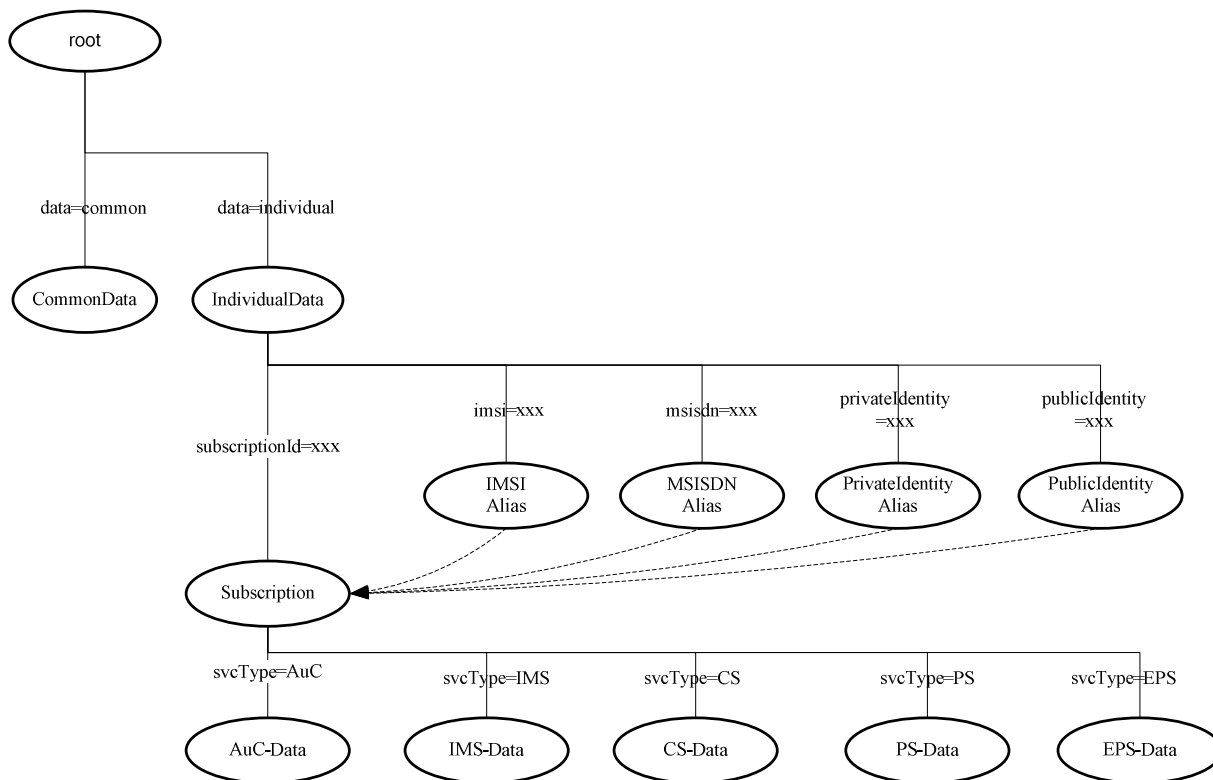 root
data=common
data=individual
CommonData
IndividualData
imsi=xxx
msisdn=xxx
privateIdentity
=xxx
publicIdentity
=xxx
subscriptionId=xxx
IMSI
Alias
MSISDN
Alias
PrivateIdentity
Alias
PublicIdentity
Alias
Subscription
svcType=AuC
svcType=IMS
svcType=CS
svcType=PS
svcType=EPS
AuC-Data
IMS-Data
CS-Data
PS-Data
EPS-Data